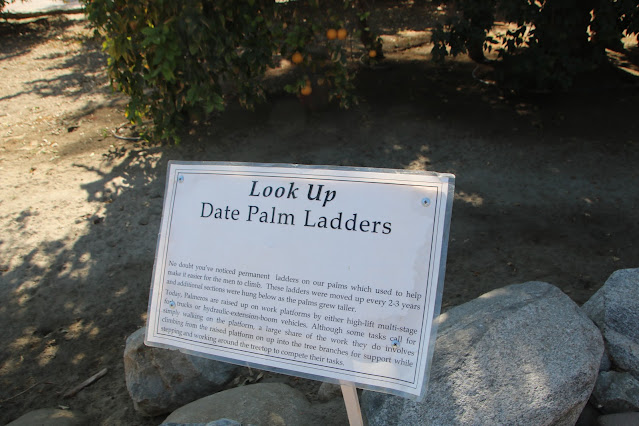 Look Up
Date Palm Ladders
No doubt you've noticed permanent ladders on our palms which used to help
make it easier for the men to climb. These ladders were moved up every 2-3 years
and additional sections were hung below as the palms grew taller.
Today, Palmeros are raised up on work platforms by either high-lift multi-stage
fork trucks or hydraulic-extension-boom vehicles. Although some tasks call for
simply walking on the platform, a large share of the work they do involves
climbing from the raised platform on up into the tree branches for support while
stepping and working around the treetop to compete their tasks.